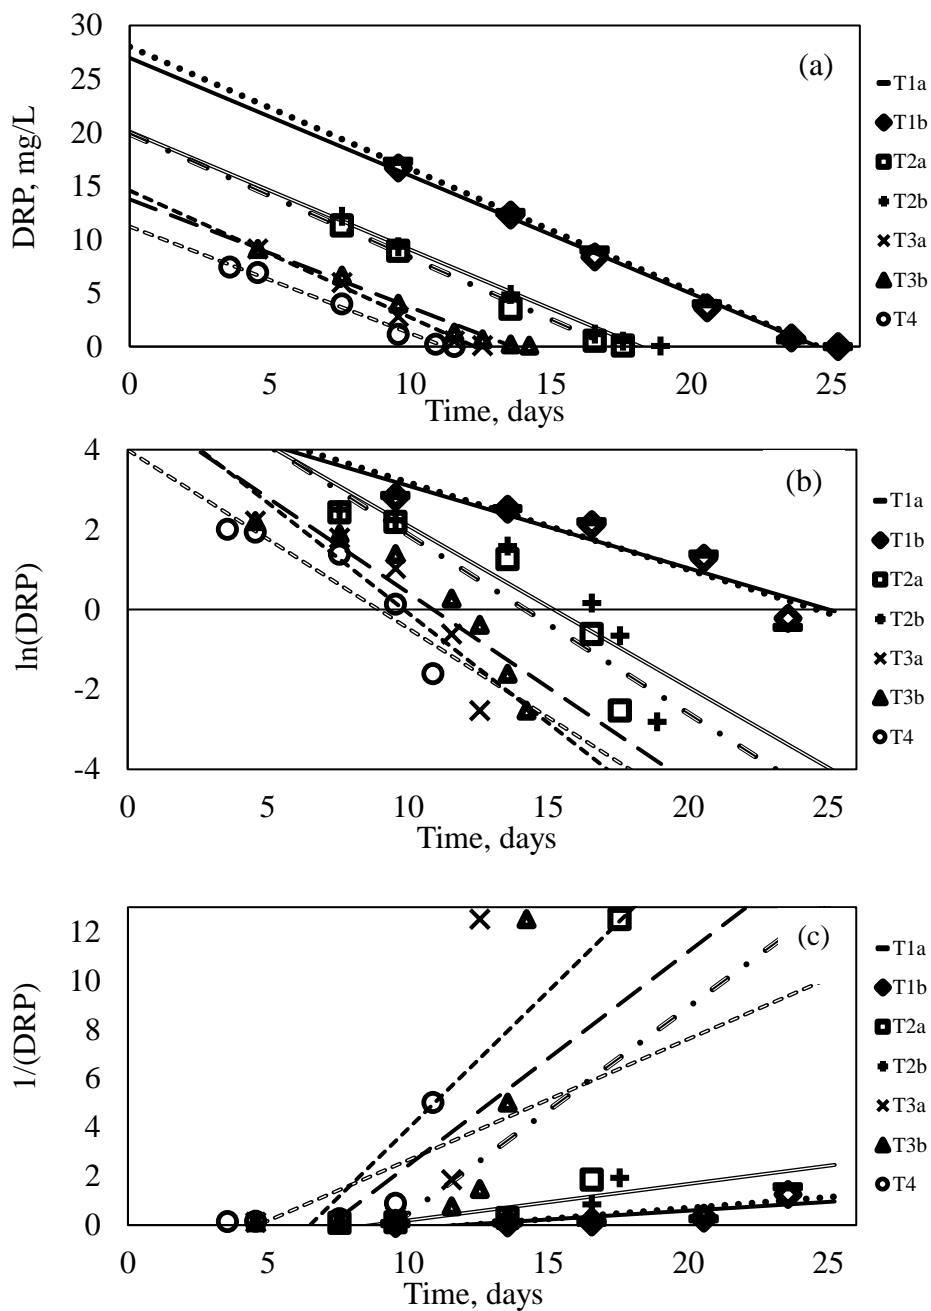 30
25
20
15
10
5
0
DRP, mg/L
(a)
0 5 10 15 20 25
Time, days
T1a
T1b
T2a
T2b
T3a
T3b
T4
4
2
0
-2
-4
ln(DRP)
(b)
0 5 10 15 20 25
Time, days
T1a
T1b
T2a
T2b
T3a
T3b
T4
12
10
8
6
4
2
0
1/(DRP)
(c)
0 5 10 15 20 25
Time, days
T1a
T1b
T2a
T2b
T3a
T3b
T4